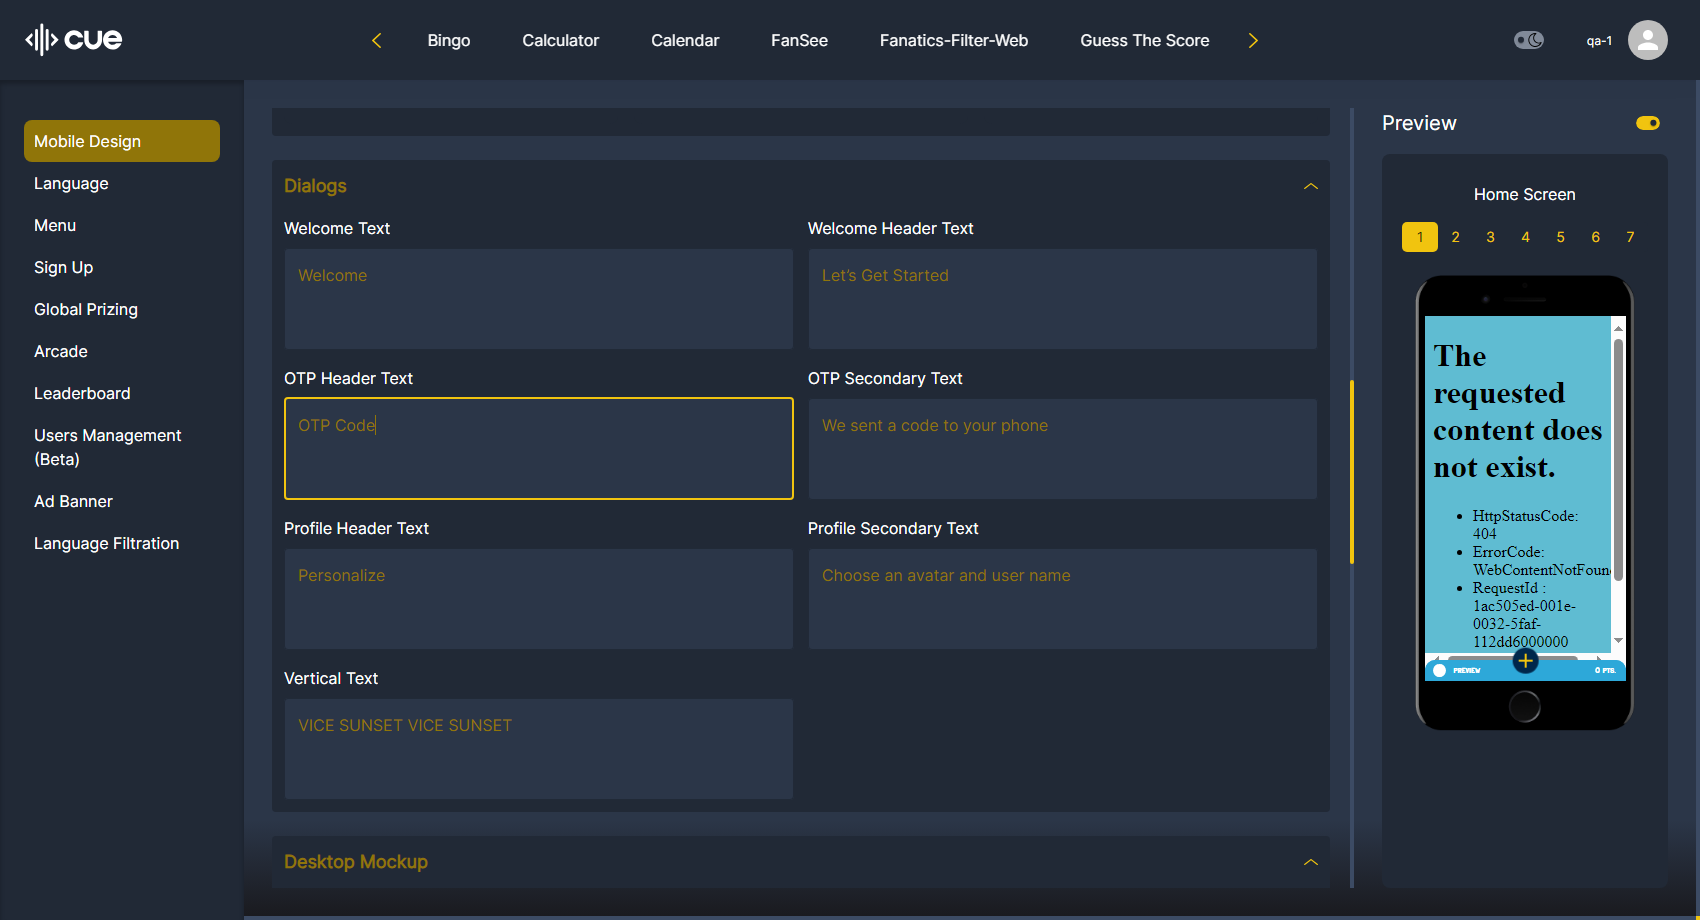 cue
Bingo
Calculator
Calendar
FanSee
Fanatics-Filter-Web
Guess The Score
qa-1
Mobile Design
Language
Menu
Sign Up
Global Prizing
Arcade
Leaderboard
Users Management
(Beta)
Ad Banner
Language Filtration
Dialogs
Welcome Text
Welcome
Welcome Header Text
Let's Get Started
OTP Header Text
OTP Code
OTP Secondary Text
We sent a code to your phone
Profile Header Text
Personalize
Profile Secondary Text
Choose an avatar and user name
Vertical Text
VICE SUNSET VICE SUNSET
Desktop Mockup
Preview
Home Screen
1 2 3 4 5 6 7
The
requested
content does
not exist.
HttpStatusCode:
404
ErrorCode:
WebContentNotFoun
RequestId :
1ac505ed-001e-
0032-5faf-
112dd6000000
PREVIEW
0 PTS.